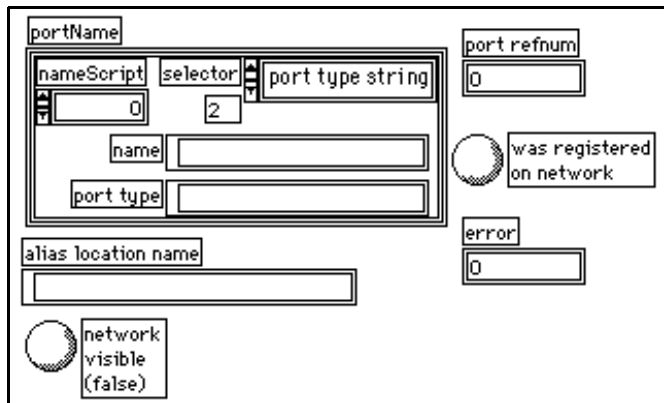 portName
nameScript
selector
port type string
0
2
name
port type
alias location name
network
visible
(false)
port refnum
0
was registered
on network
error
0